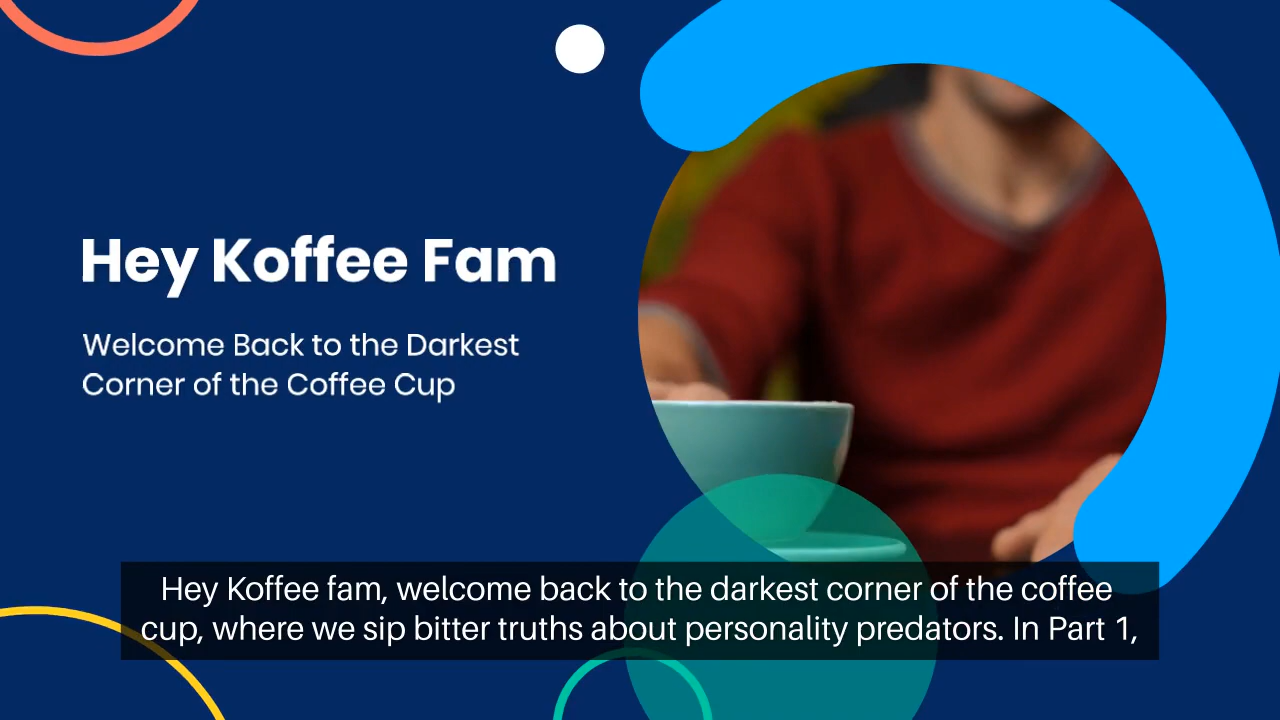 Hey Koffee Fam
Welcome Back to the Darkest
Corner of the Coffee Cup
Hey Koffee fam, welcome back to the darkest corner of the coffee
cup, where we sip bitter truths about personality predators. In Part 1,